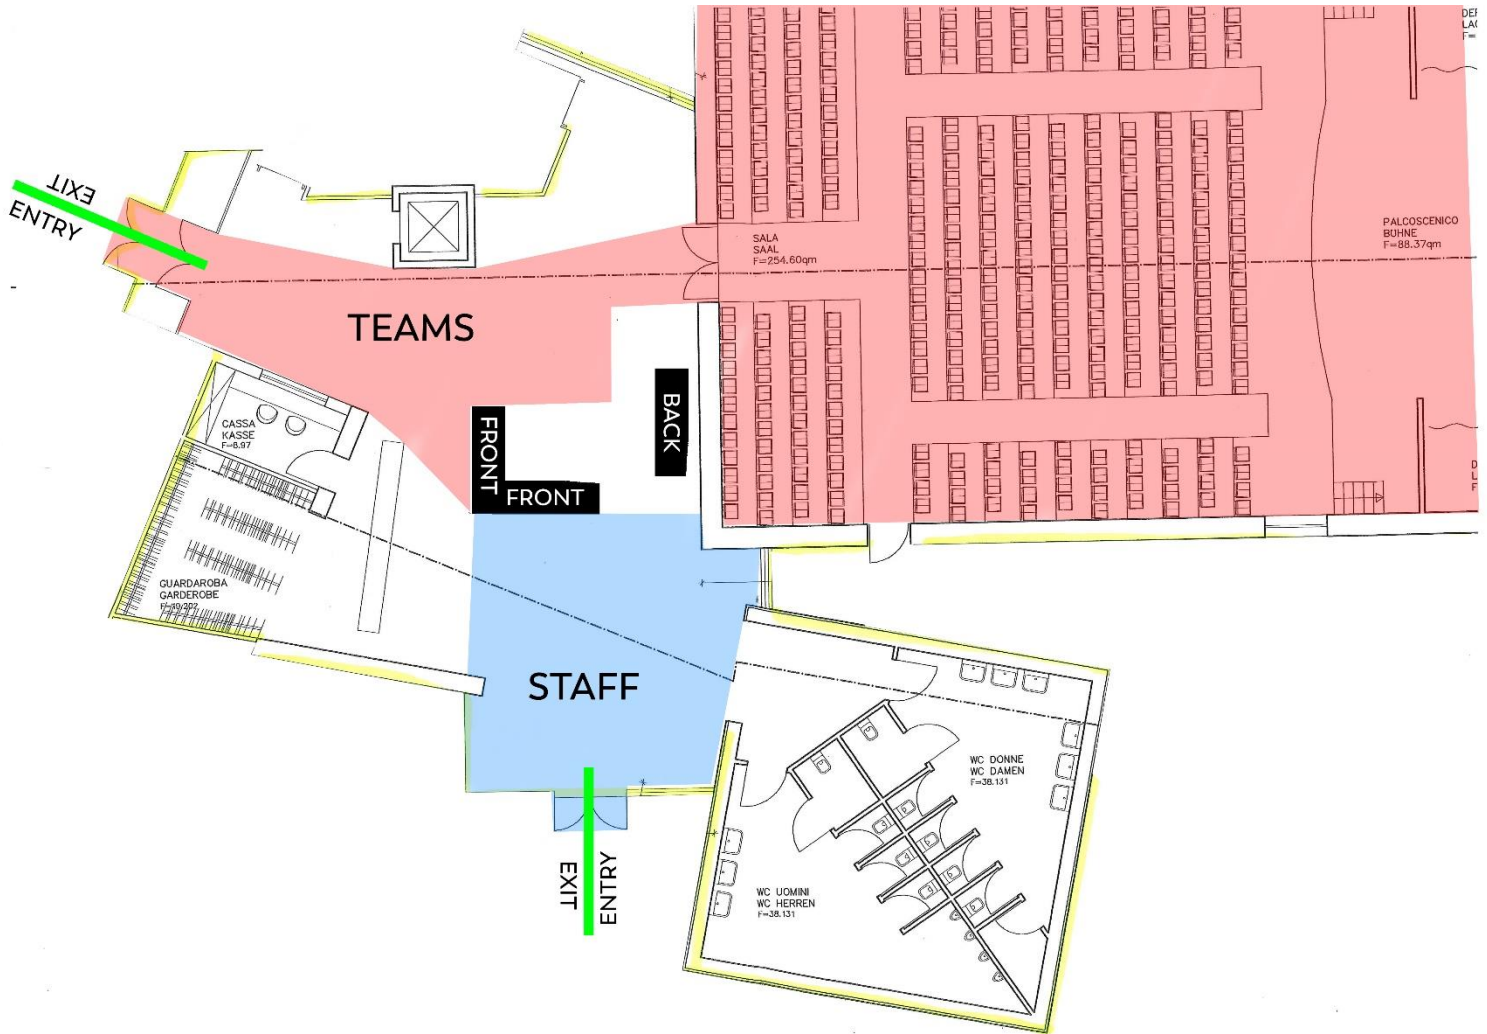 EXIT
ENTRY
TEAMS
SALA
SAAL
F=254.60qm
PALCOSCENICO
BÜHNE
F=88.37qm
BACK
FRONT
FRONT
CASSA
KASSE
F=8.97
GUARDAROBA
GARDEROBE
STAFF
WC DONNE
WC DAMEN
F=38.131
WC UOMINI
WC HERREN
F=38.131
EXIT
ENTRY